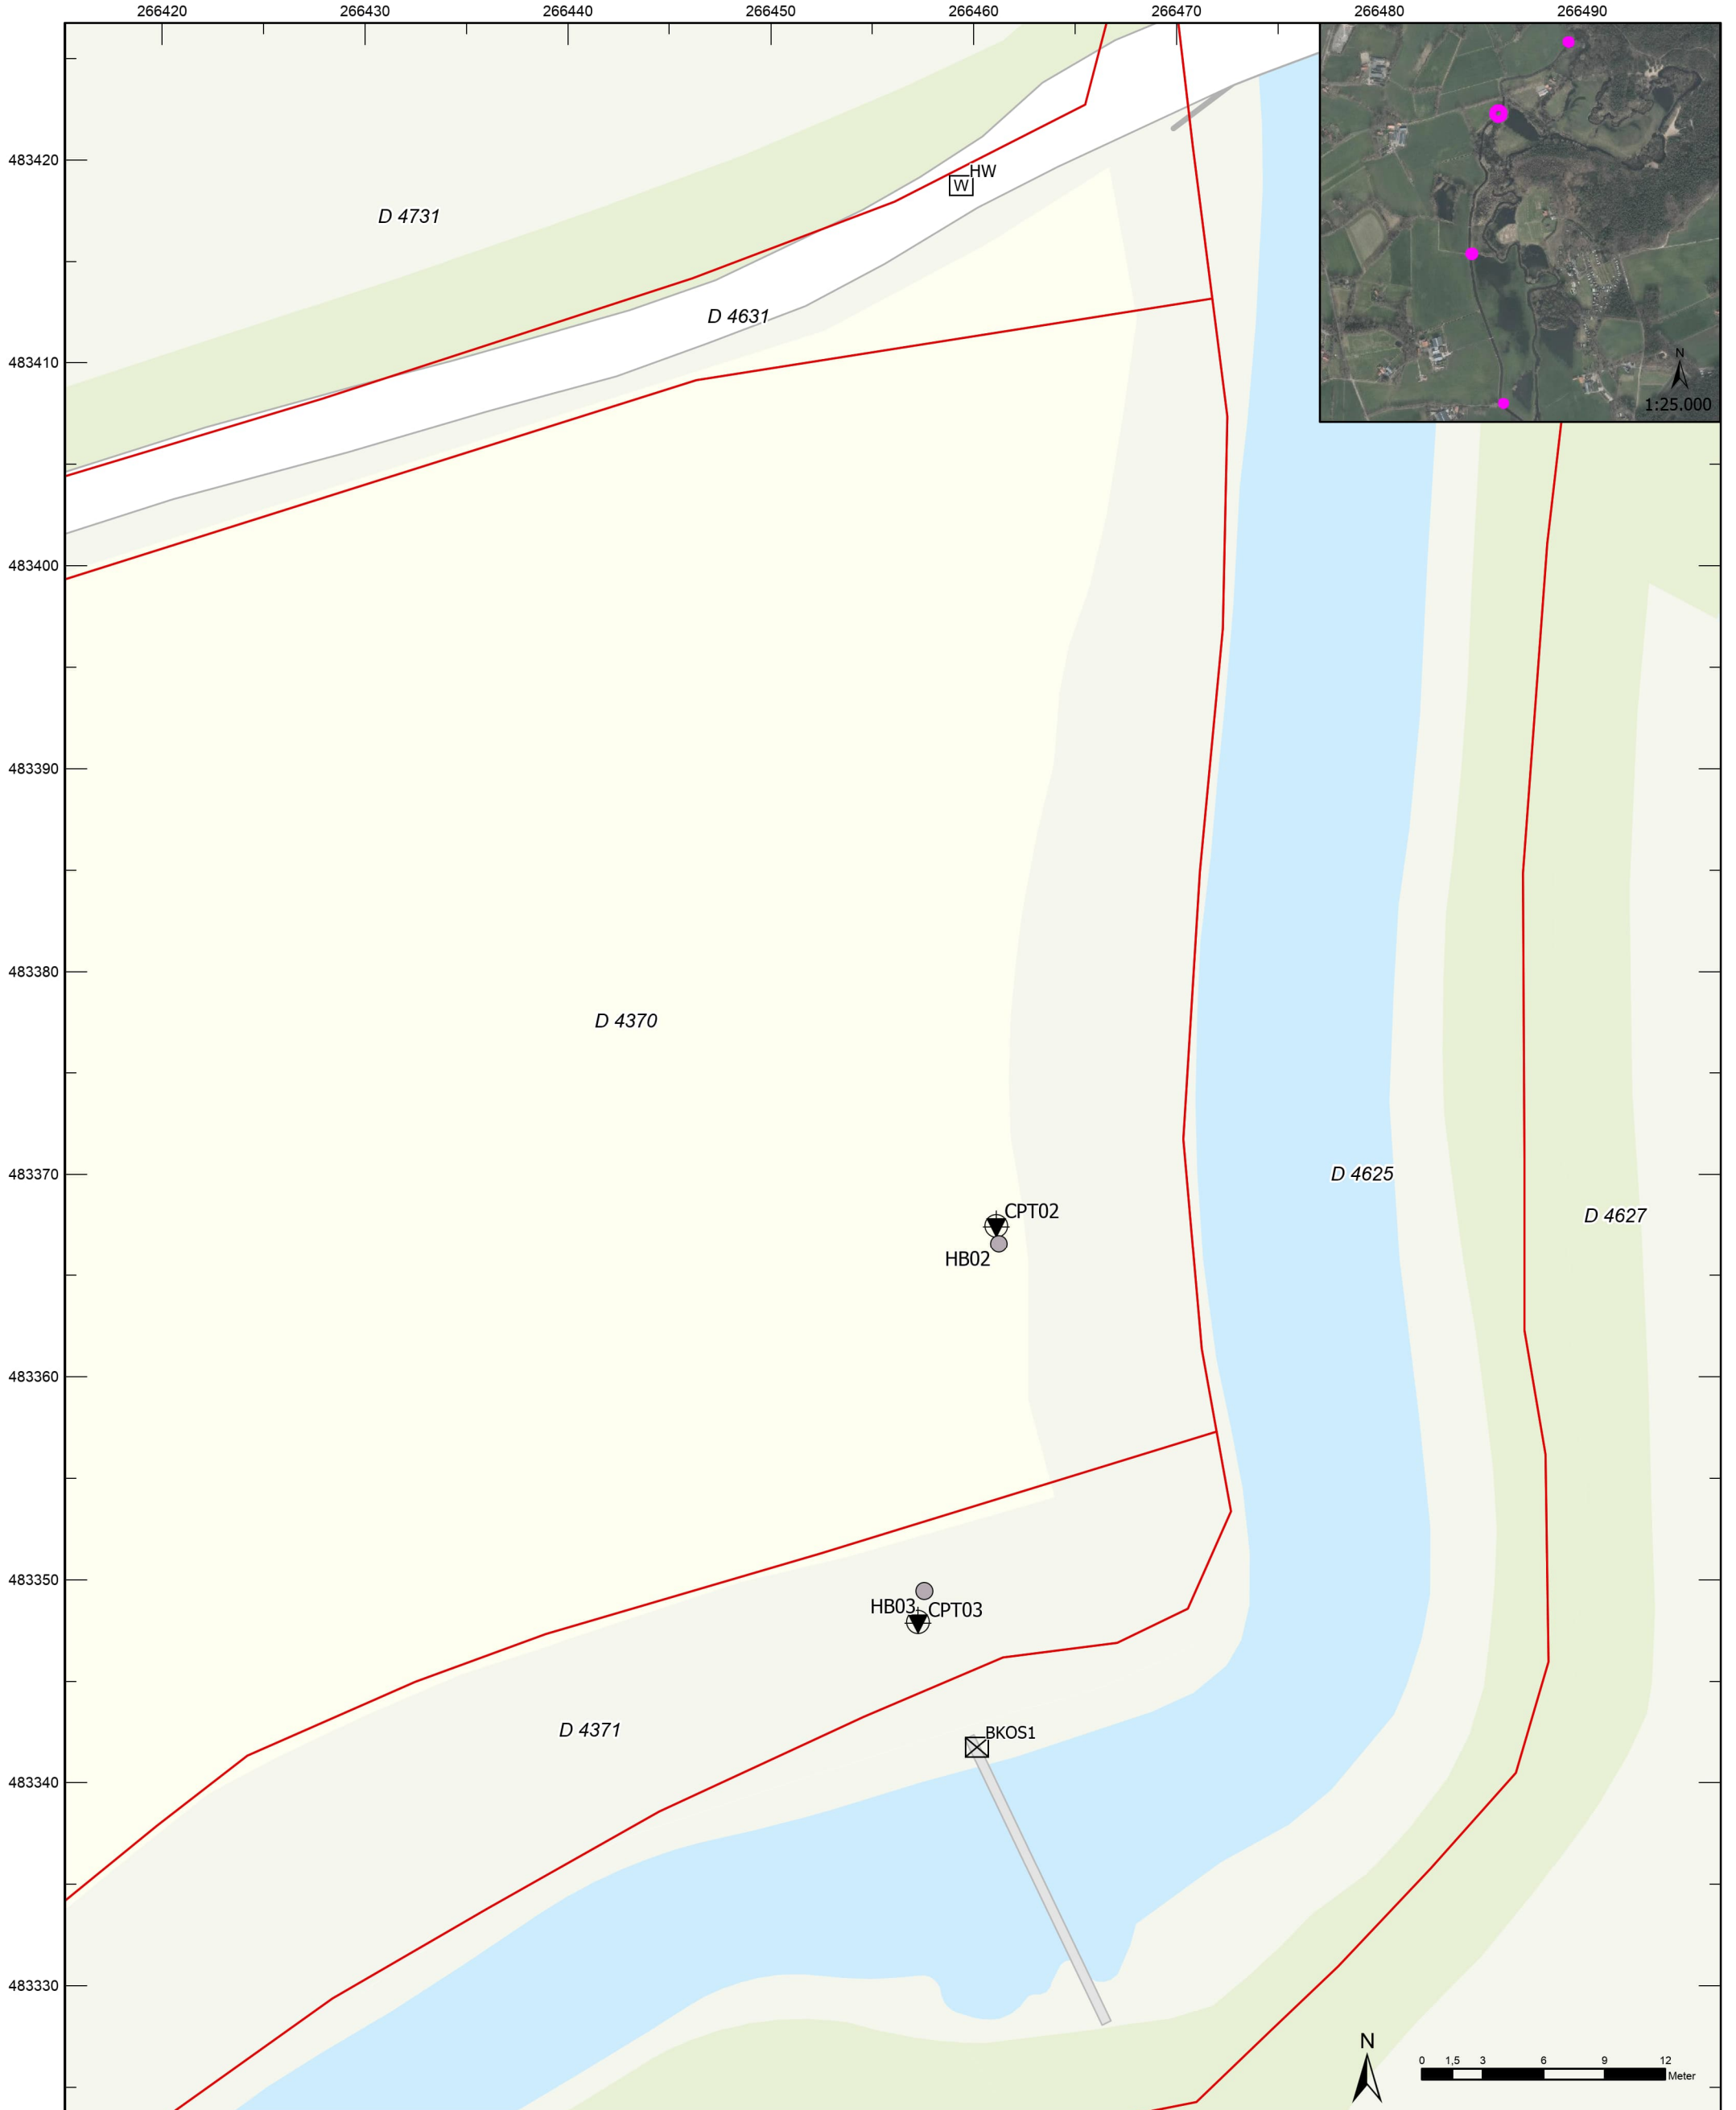 266420 266430 266440 266450 266460 266470 266480 266490
483420
483410
483400
483390
483380
483370
483360
483350
483340
483330
HW
W
D 4731
D 4631
N
1:25.000
D 4370
D 4625
CPT02
D 4627
HB02
HB03
CPT03
D 4371
BKOS1
N
0 1,5 3 6 9 12
Meter